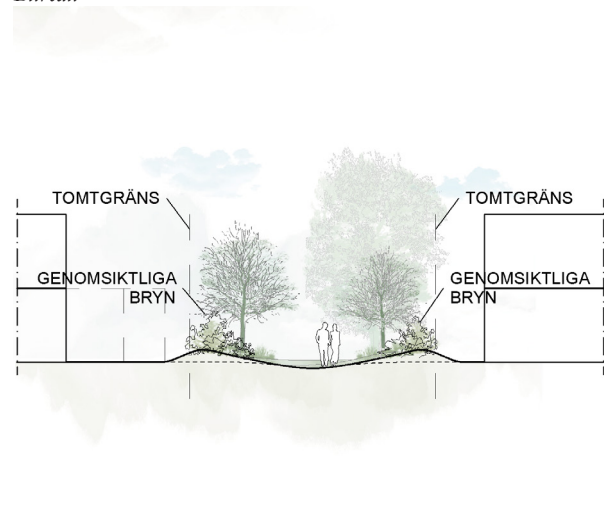 TOMTGRÄNS
TOMTGRÄNS
GENOMSIKTLIGA
BRYN
GENOMSIKTLIGA
BRYN